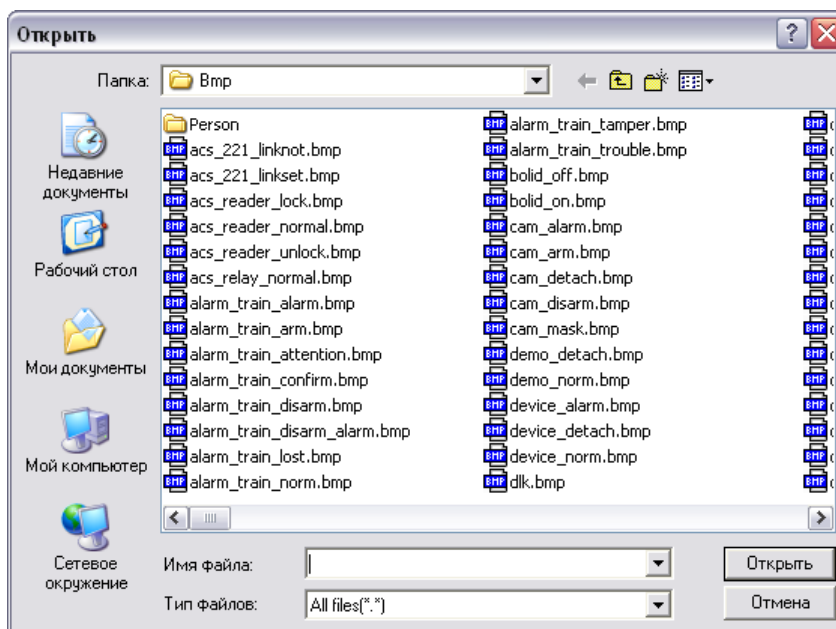 Открыть
Папка: Bmp
Недавние документы
Рабочий стол
Мои документы
Мой компьютер
Сетевое окружение
Person
acs_221_linknot.bmp
acs_221_linkset.bmp
acs_reader_lock.bmp
acs_reader_normal.bmp
acs_reader_unlock.bmp
acs_relay_normal.bmp
alarm_train_alarm.bmp
alarm_train_arm.bmp
alarm_train_attention.bmp
alarm_train_confirm.bmp
alarm_train_disarm.bmp
alarm_train_disarm_alarm.bmp
alarm_train_lost.bmp
alarm_train_norm.bmp
alarm_train_tamper.bmp
alarm_train_trouble.bmp
bolid_off.bmp
bolid_on.bmp
cam_alarm.bmp
cam_arm.bmp
cam_detach.bmp
cam_disarm.bmp
cam_mask.bmp
demo_detach.bmp
demo_norm.bmp
device_alarm.bmp
device_detach.bmp
device_norm.bmp
dlk.bmp
Имя файла:
Открыть
Тип файлов: All files(*.*)
Отмена